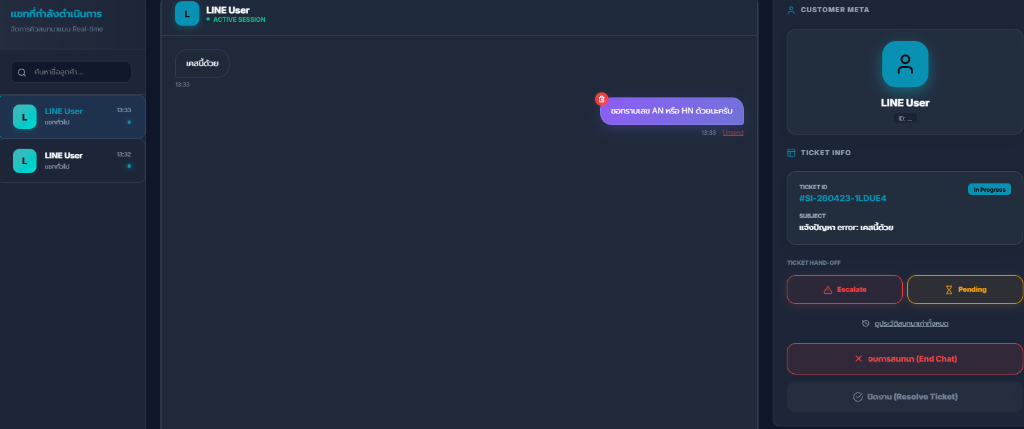 แชทที่กำลังดำเนินการ
จัดการคิวสนทนาแบบ Real-time
ค้นหาชื่อลูกค้า...
L
LINE User
13:33
แชททั่วไป
L
LINE User
13:32
แชททั่วไป
L
LINE User
ACTIVE SESSION
เคสนี้ด้วย
13:33
ขอทราบเลข AN หรือ HN ด้วยนะครับ
13:33 Unsend
CUSTOMER META
LINE User
ID: ...
TICKET INFO
TICKET ID
In Progress
#SI-260423-1LDUE4
SUBJECT
แจ้งปัญหา error: เคสนี้ด้วย
TICKET HAND-OFF
Escalate
Pending
ดูประวัติสนทนาเก่าทั้งหมด
จบการสนทนา (End Chat)
ปิดงาน (Resolve Ticket)